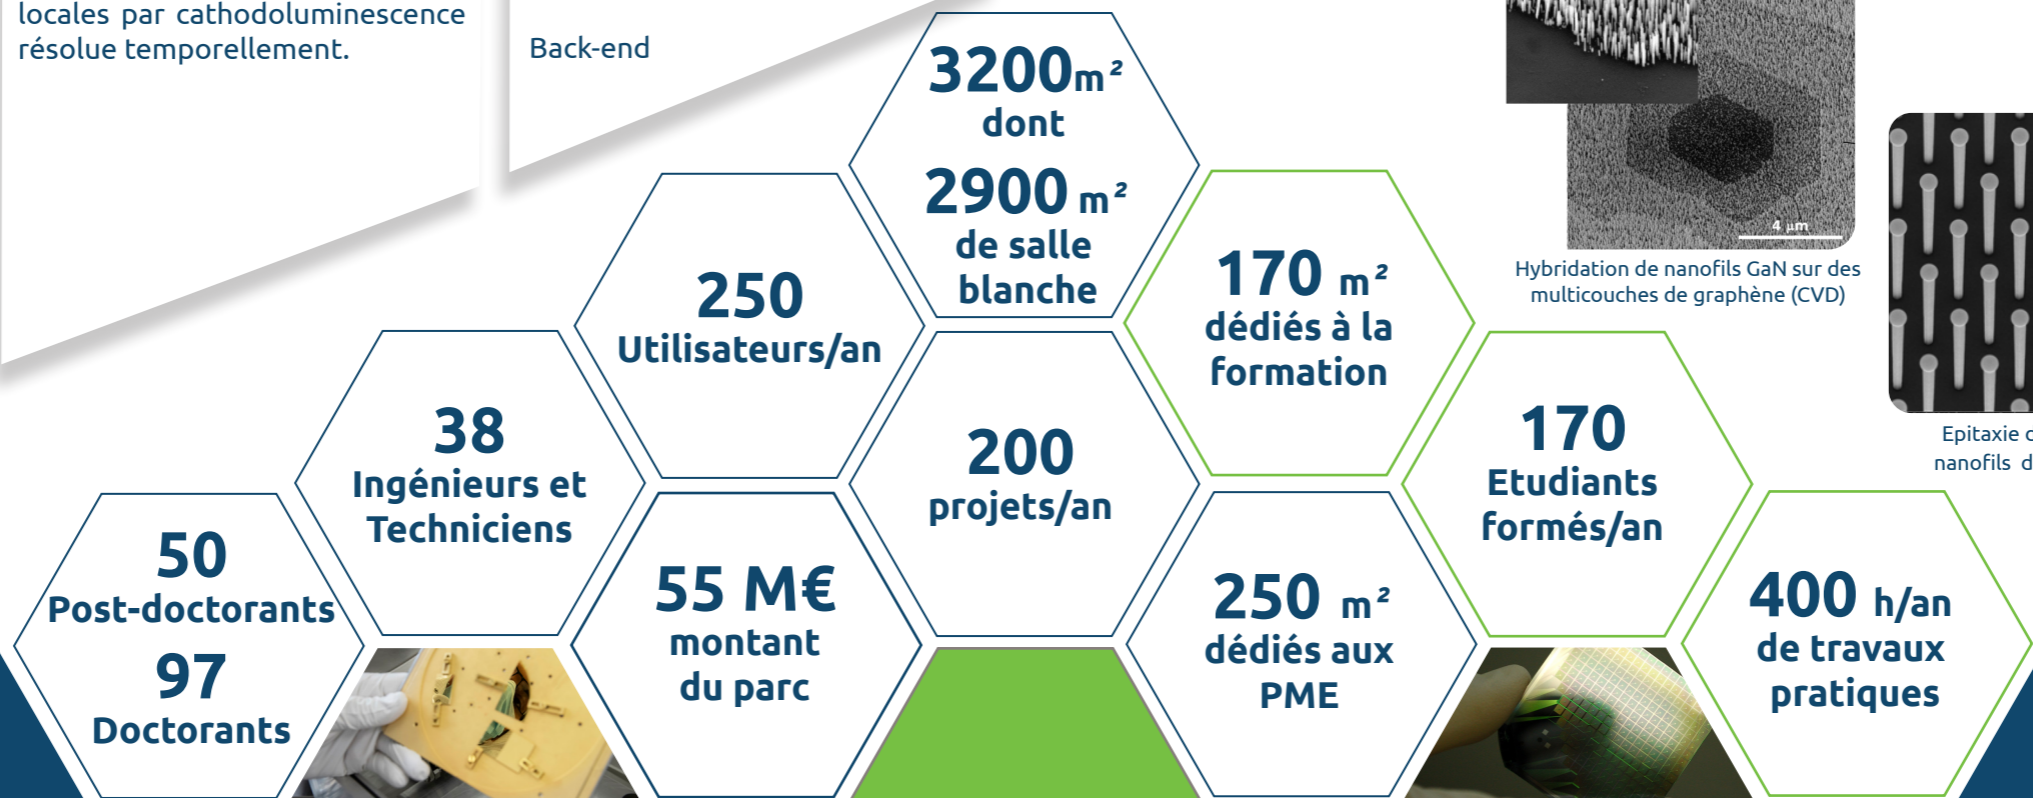 locales par cathodoluminescence
résolue temporellement.
Back-end
3200m²
dont
2900 m²
de salle
blanche
250
Utilisateurs/an
170 m²
dédiés à la
formation
38
Ingénieurs et
Techniciens
200
projets/an
170
Etudiants
formés/an
50
Post-doctorants
97
Doctorants
55 M€
montant
du parc
250 m²
dédiés aux
PME
400 h/an
de travaux
pratiques
4 μm
Hybridation de nanofils GaN sur des
multicouches de graphène (CVD)
Epitaxie
nanofils